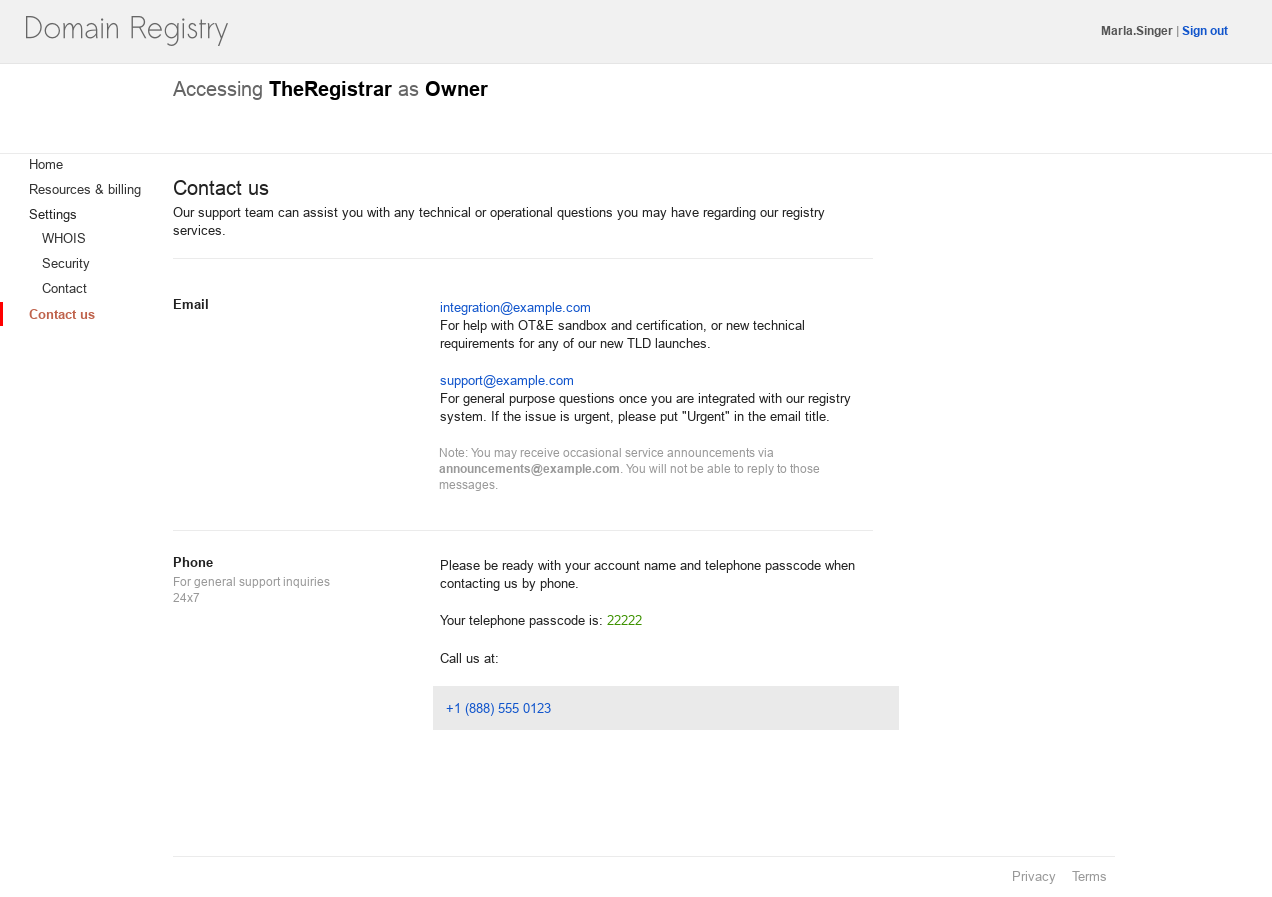 Domain Registry
Marla.Singer | Sign out
Accessing TheRegistrar as Owner
Home
Resources & billing
Settings
WHOIS
Security
Contact
Contact us
Contact us
Our support team can assist you with any technical or operational questions you may have regarding our registry
services.
Email
integration@example.com
For help with OT&E sandbox and certification, or new technical
requirements for any of our new TLD launches.
support@example.com
For general purpose questions once you are integrated with our registry
system. If the issue is urgent, please put "Urgent" in the email title.
Note: You may receive occasional service announcements via
announcements@example.com. You will not be able to reply to those
messages.
Phone
For general support inquiries
24x7
Please be ready with your account name and telephone passcode when
contacting us by phone.
Your telephone passcode is: 22222
Call us at:
+1 (888) 555 0123
Privacy Terms